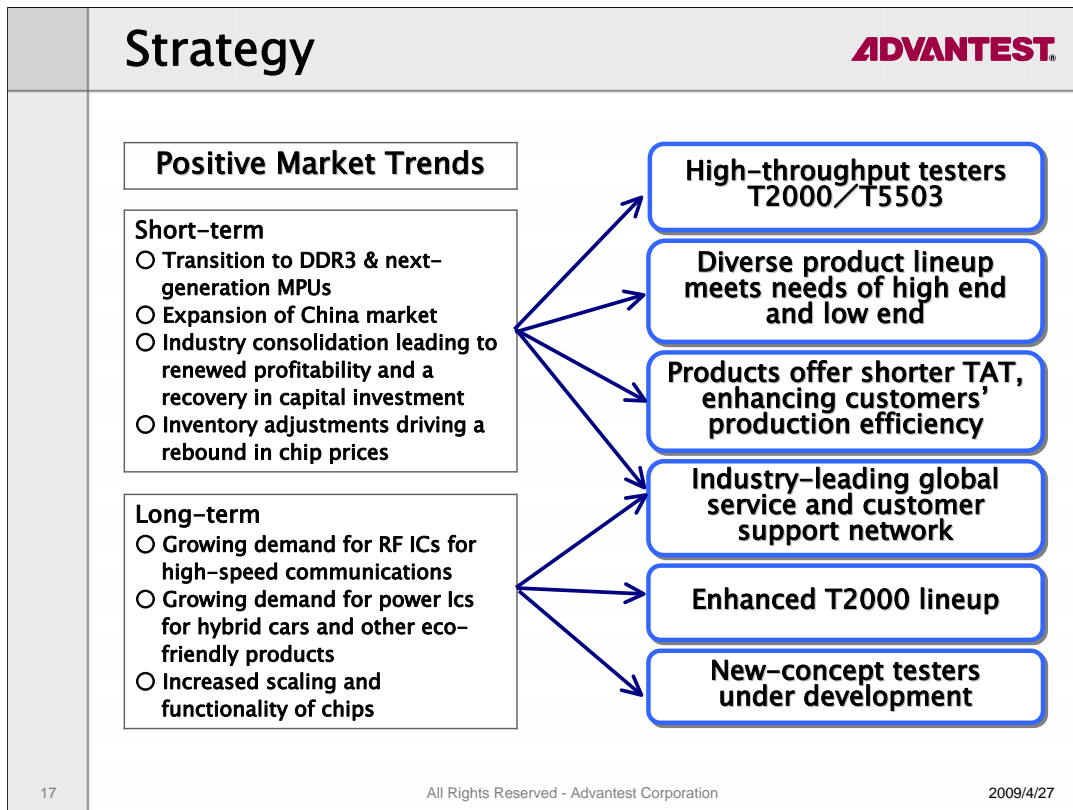 Strategy
ADVANTEST®
Positive Market Trends
Short-term
○ Transition to DDR3 & next-
generation MPUs
○ Expansion of China market
○ Industry consolidation leading to
renewed profitability and a
recovery in capital investment
○ Inventory adjustments driving a
rebound in chip prices
Long-term
○ Growing demand for RF ICs for
high-speed communications
○ Growing demand for power Ics
for hybrid cars and other eco-
friendly products
○ Increased scaling and
functionality of chips
High-throughput testers
T2000／T5503
Diverse product lineup
meets needs of high end
and low end
Products offer shorter TAT,
enhancing customers’
production efficiency
Industry-leading global
service and customer
support network
Enhanced T2000 lineup
New-concept testers
under development
17
All Rights Reserved - Advantest Corporation
2009/4/27